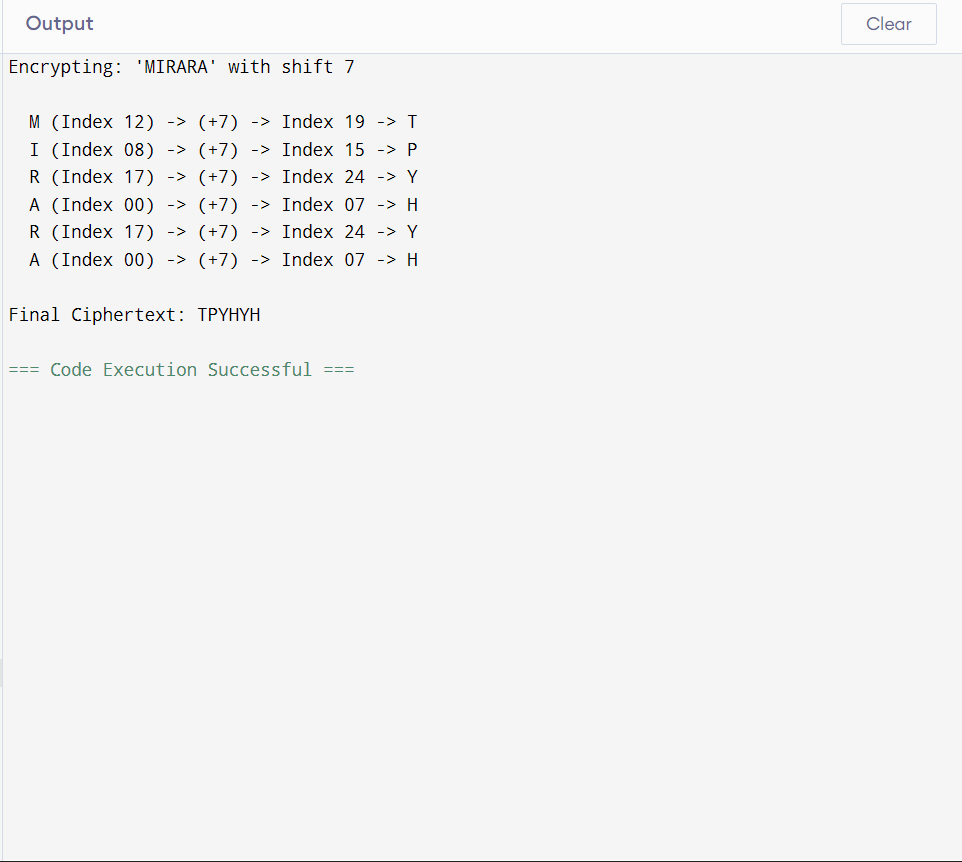 Output
Clear
Encrypting: 'MIRARA' with shift 7
M (Index 12) -> (+7) -> Index 19 -> T
I (Index 08) -> (+7) -> Index 15 -> P
R (Index 17) -> (+7) -> Index 24 -> Y
A (Index 00) -> (+7) -> Index 07 -> H
R (Index 17) -> (+7) -> Index 24 -> Y
A (Index 00) -> (+7) -> Index 07 -> H
Final Ciphertext: TPYHYH
=== Code Execution Successful ===